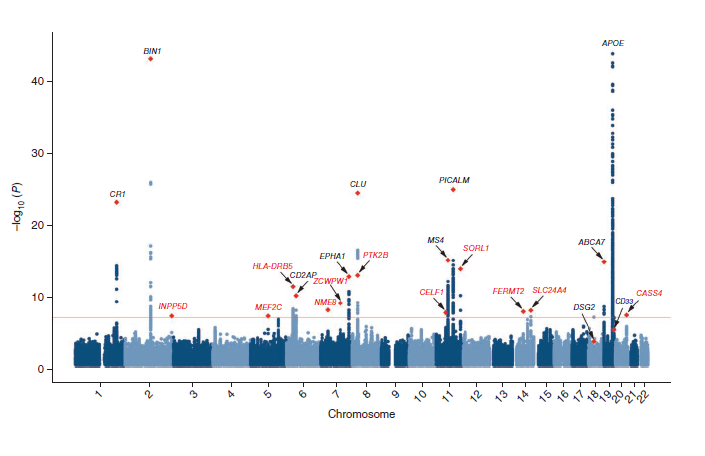 APOE
BIN1
40
30
CLU
PICALM
CR1
20
MS4
SORL1
ABCA7
EPHA1
PTK2B
HLA-DRB5
CD2AP
ZCWPW1
10
INPP5D
MEF2C
NME8
CELF1
FERMT2
SLC24A4
DSG2
CD33
CASS4
0
−log10 (P)
1 2 3 4 5 6 7 8 9 10 11 12 13 14 15 16 17 18 19 20 21 22
Chromosome